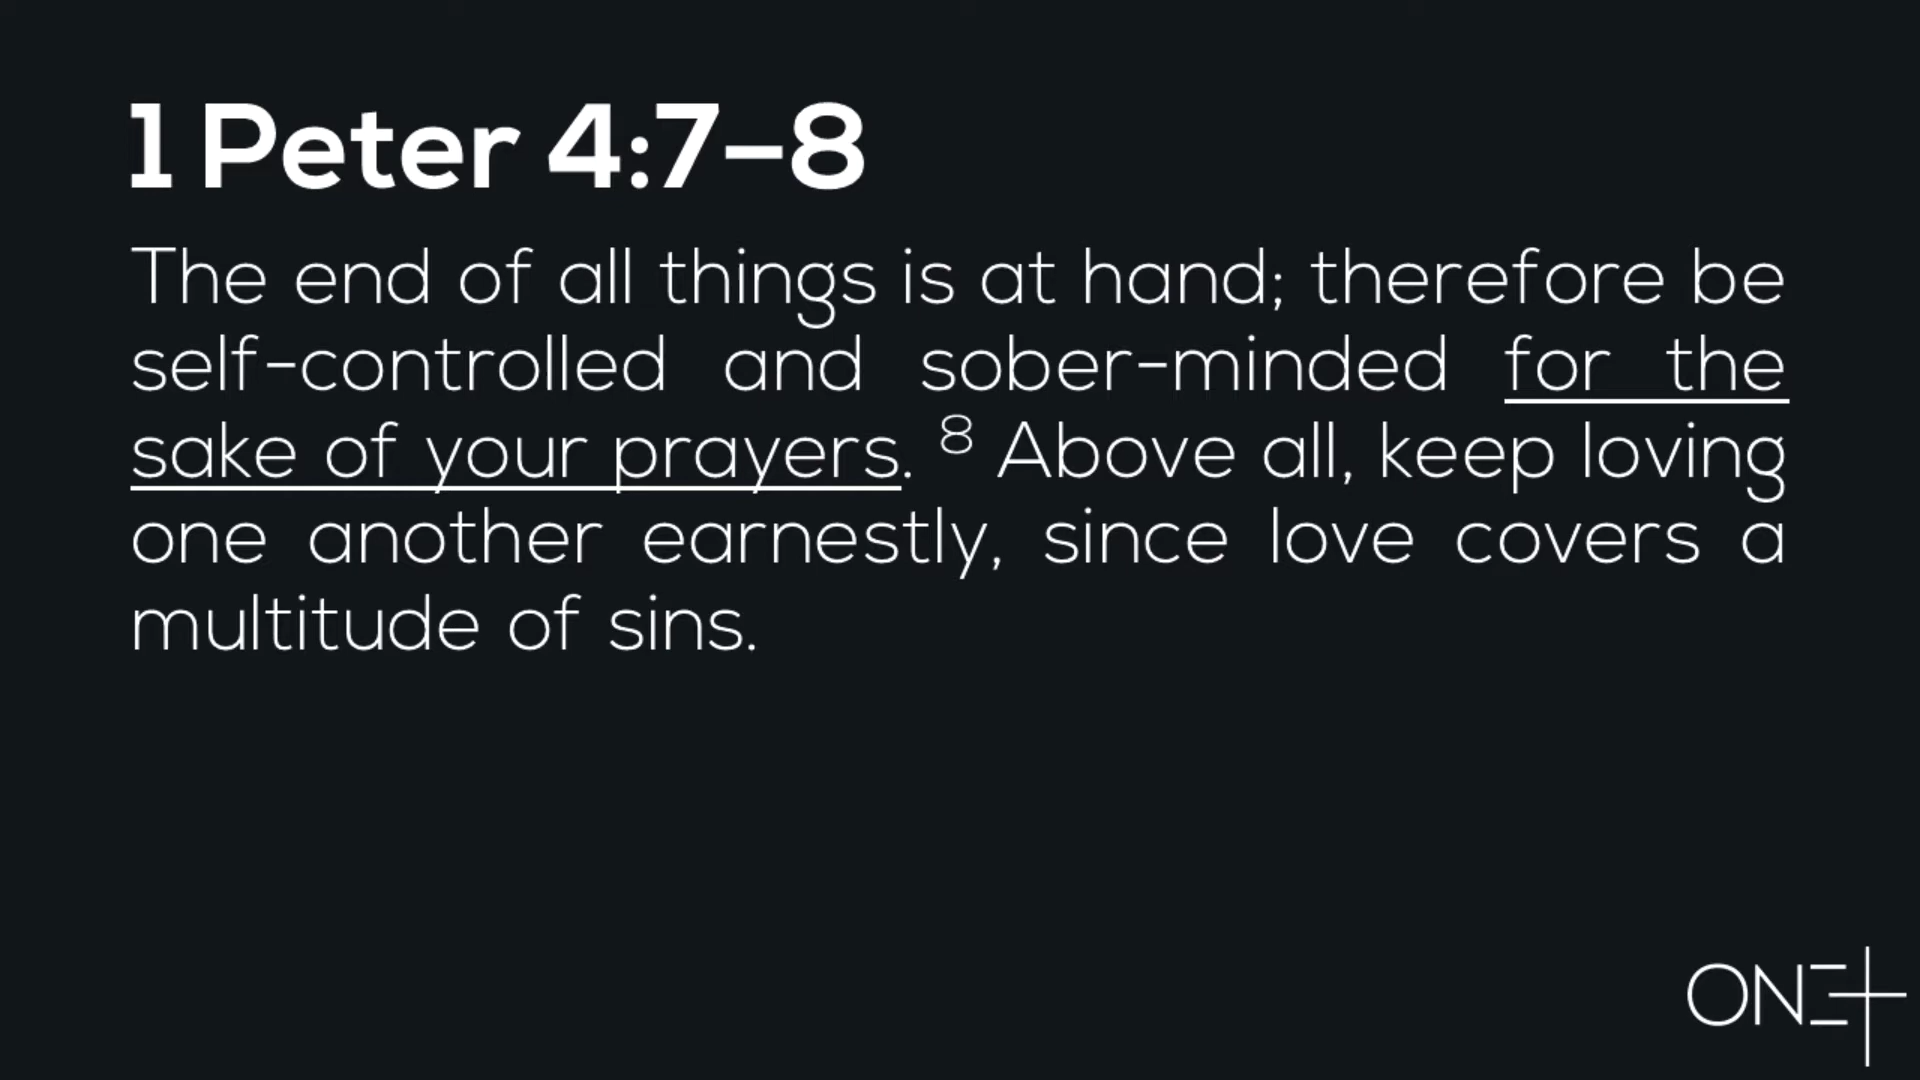 1 Peter 4:7–8
The end of all things is at hand; therefore be
self-controlled and sober-minded for the
sake of your prayers. ⁸ Above all, keep loving
one another earnestly, since love covers a
multitude of sins.
ONE